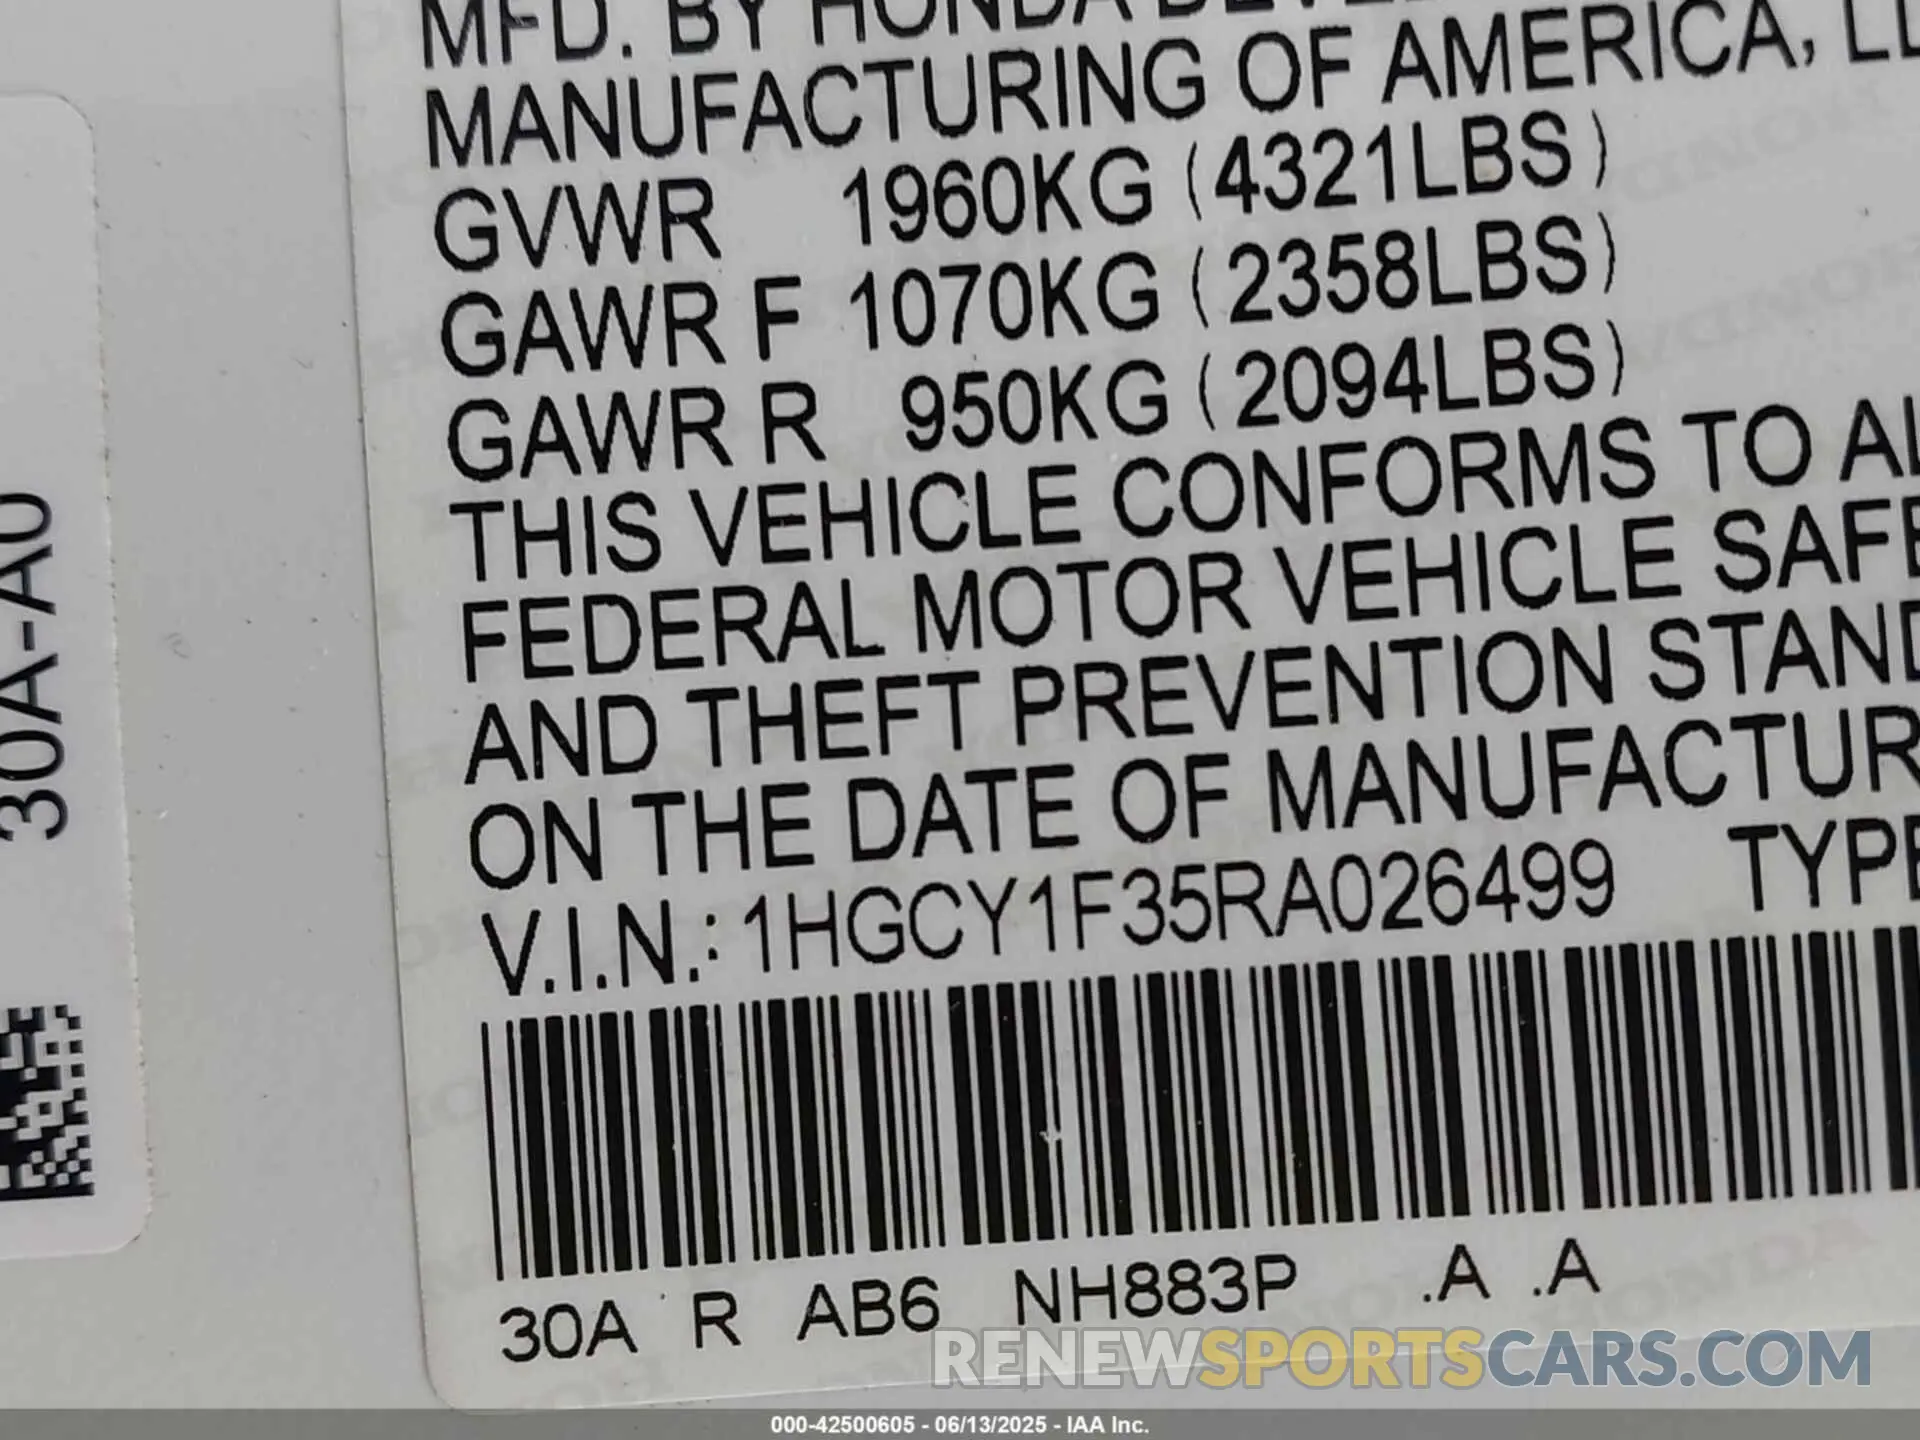 MFD. BY HONDA
MANUFACTURING OF AMERICA,
GVWR 1960KG (4321LBS)
GAWR F 1070KG (2358LBS)
GAWR R 950KG (2094LBS)
THIS VEHICLE CONFORMS TO
FEDERAL MOTOR VEHICLE
AND THEFT PREVENTION
ON THE DATE OF
V.I.N.: 1HGCY1F35RA026499 TYPE
30A R AB6 NH883P .A .A
30A-A0
RENEWSPORTSCARS.COM
000-42500605 - 06/13/2025 - IAA Inc.